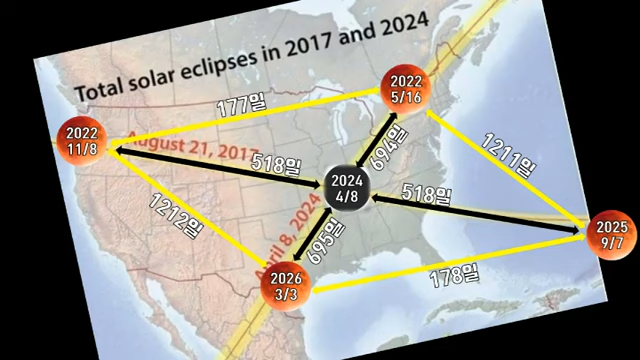 Total solar eclipses in 2017 and 2024
2022
5/16
177일
2022
11/8
August 21, 2017
694일
1211일
518일
2024
4/8
518일
1212일
April 8, 2024
695일
2025
9/7
2026
3/3
178일